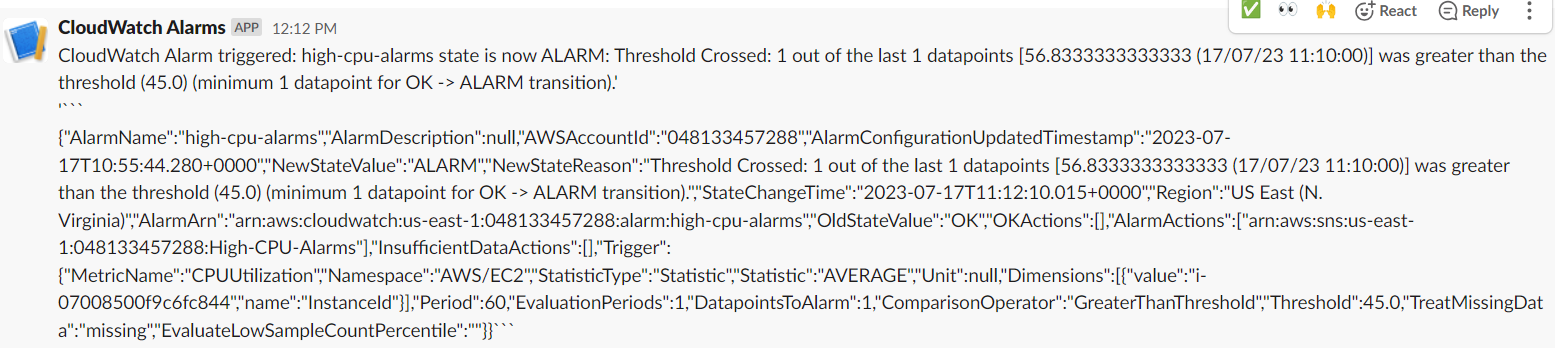 CloudWatch Alarms APP 12:12 PM
React Reply
CloudWatch Alarm triggered: high-cpu-alarms state is now ALARM: Threshold Crossed: 1 out of the last 1 datapoints [56.8333333333333 (17/07/23 11:10:00)] was greater than the
threshold (45.0) (minimum 1 datapoint for OK -> ALARM transition).'
'```
{"AlarmName":"high-cpu-alarms","AlarmDescription":null,"AWSAccountId":"048133457288","AlarmConfigurationUpdatedTimestamp":"2023-07-
17T10:55:44.280+0000","NewStateValue":"ALARM","NewStateReason":"Threshold Crossed: 1 out of the last 1 datapoints [56.8333333333333 (17/07/23 11:10:00)] was greater
than the threshold (45.0) (minimum 1 datapoint for OK -> ALARM transition).","StateChangeTime":"2023-07-17T11:12:10.015+0000","Region":"US East (N.
Virginia)","AlarmArn":"arn:aws:cloudwatch:us-east-1:048133457288:alarm:high-cpu-alarms","OldStateValue":"OK","OKActions":[],"AlarmActions":["arn:aws:sns:us-east-
1:048133457288:High-CPU-Alarms"],"InsufficientDataActions":[],"Trigger":
{"MetricName":"CPUUtilization","Namespace":"AWS/EC2","StatisticType":"Statistic","Statistic":"AVERAGE","Unit":null,"Dimensions":[{"value":"i-
07008500f9c6fc844","name":"InstanceId"}],"Period":60,"EvaluationPeriods":1,"DatapointsToAlarm":1,"ComparisonOperator":"GreaterThanThreshold","Threshold":45.0,"TreatMissingDat
a":"missing","EvaluateLowSampleCountPercentile":""}}```